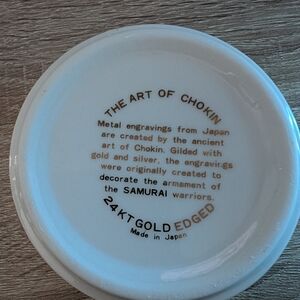 THE ART OF CHOKIN
Metal engravings from Japan
are created by the ancient
art of Chokin. Gilded with
gold and silver, the engravings
were originally created to
decorate the armament of
the SAMURAI warriors.
24 KT GOLD EDGED
Made in Japan